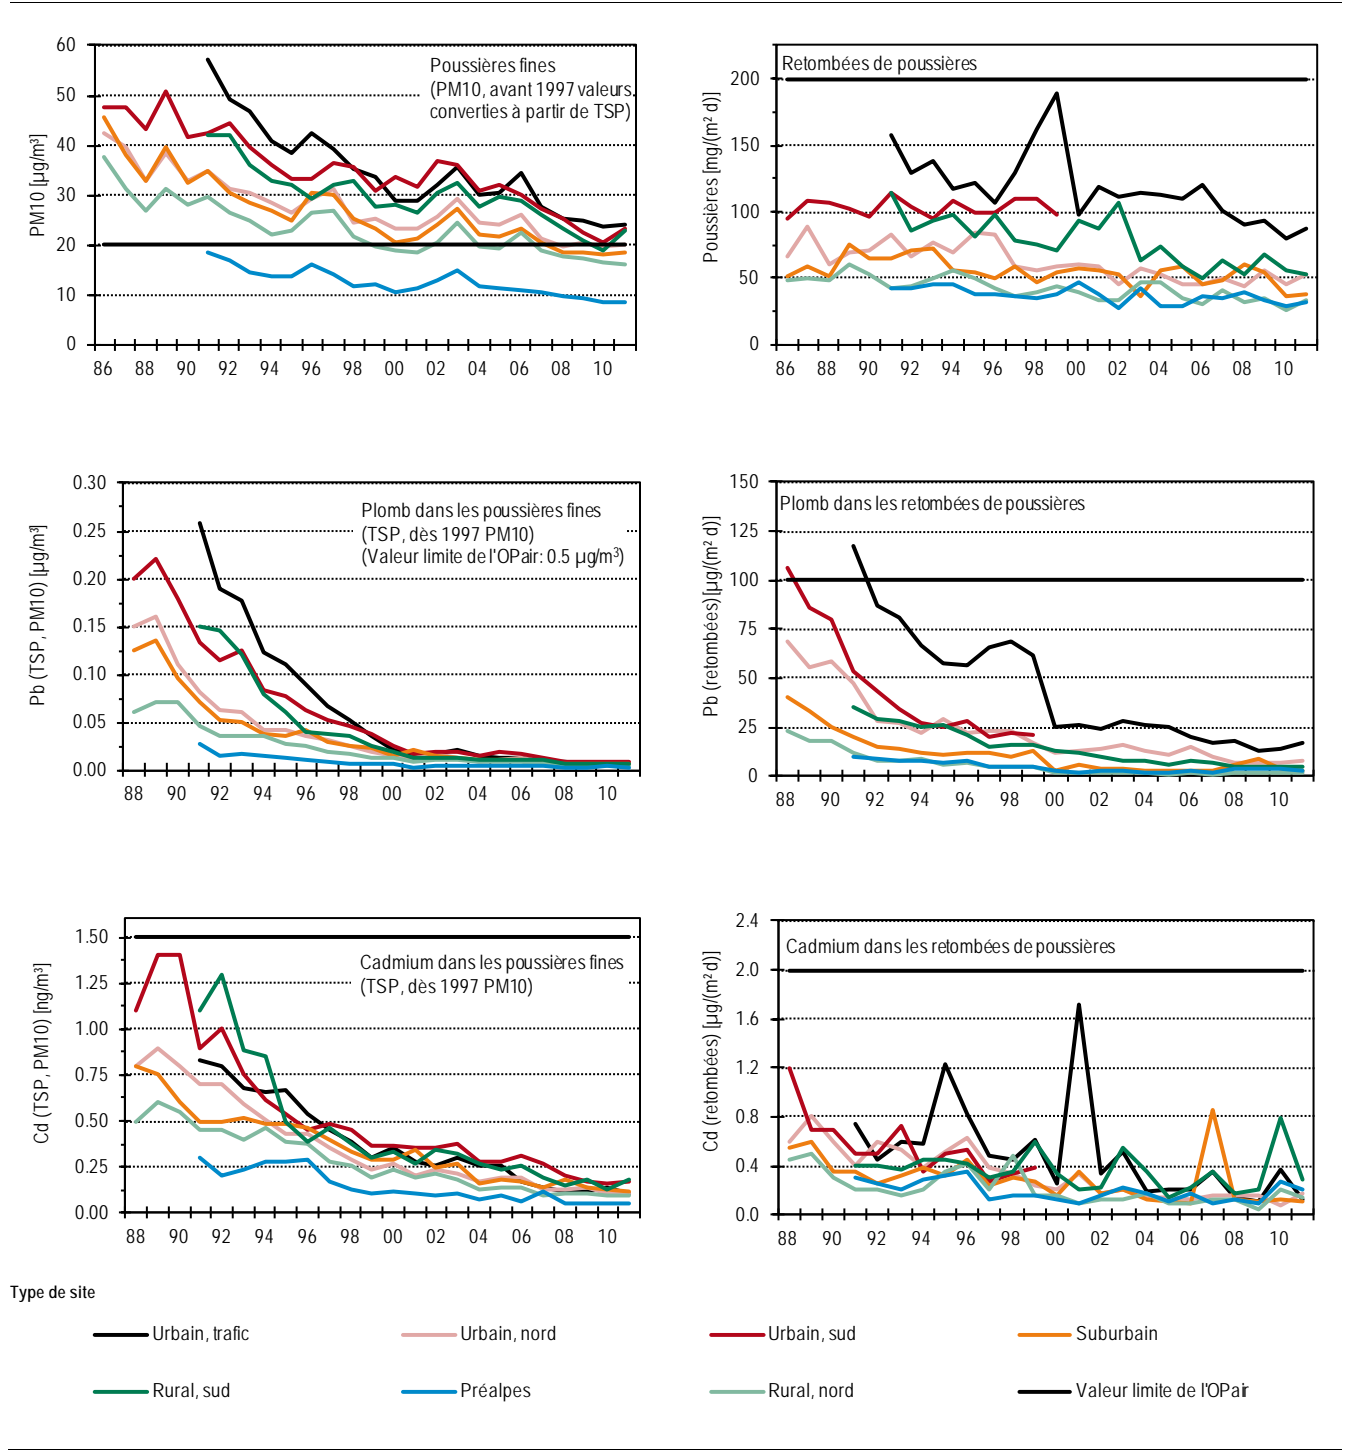 Poussières fines
(PM10, avant 1997 valeurs
converties à partir de TSP)
PM10 [µg/m³]
60
50
40
30
20
10
0
86 88 90 92 94 96 98 00 02 04 06 08 10
Retombées de poussières
Poussières [mg/(m² d)]
200
150
100
50
0
86 88 90 92 94 96 98 00 02 04 06 08 10
Plomb dans les poussières fines
(TSP, dès 1997 PM10)
(Valeur limite de l'OPair: 0.5 µg/m³)
Pb (TSP, PM10) [µg/m³]
0.30
0.25
0.20
0.15
0.10
0.05
0.00
88 90 92 94 96 98 00 02 04 06 08 10
Plomb dans les retombées de poussières
Pb (retombées) [µg/(m² d)]
150
125
100
75
50
25
0
88 90 92 94 96 98 00 02 04 06 08 10
Cadmium dans les poussières fines
(TSP, dès 1997 PM10)
Cd (TSP, PM10) [ng/m³]
1.50
1.25
1.00
0.75
0.50
0.25
0.00
88 90 92 94 96 98 00 02 04 06 08 10
Cadmium dans les retombées de poussières
Cd (retombées) [µg/(m² d)]
2.4
2.0
1.6
1.2
0.8
0.4
0.0
88 90 92 94 96 98 00 02 04 06 08 10
Type de site
Urbain, trafic
Urbain, nord
Urbain, sud
Suburbain
Rural, sud
Préalpes
Rural, nord
Valeur limite de l'OPair